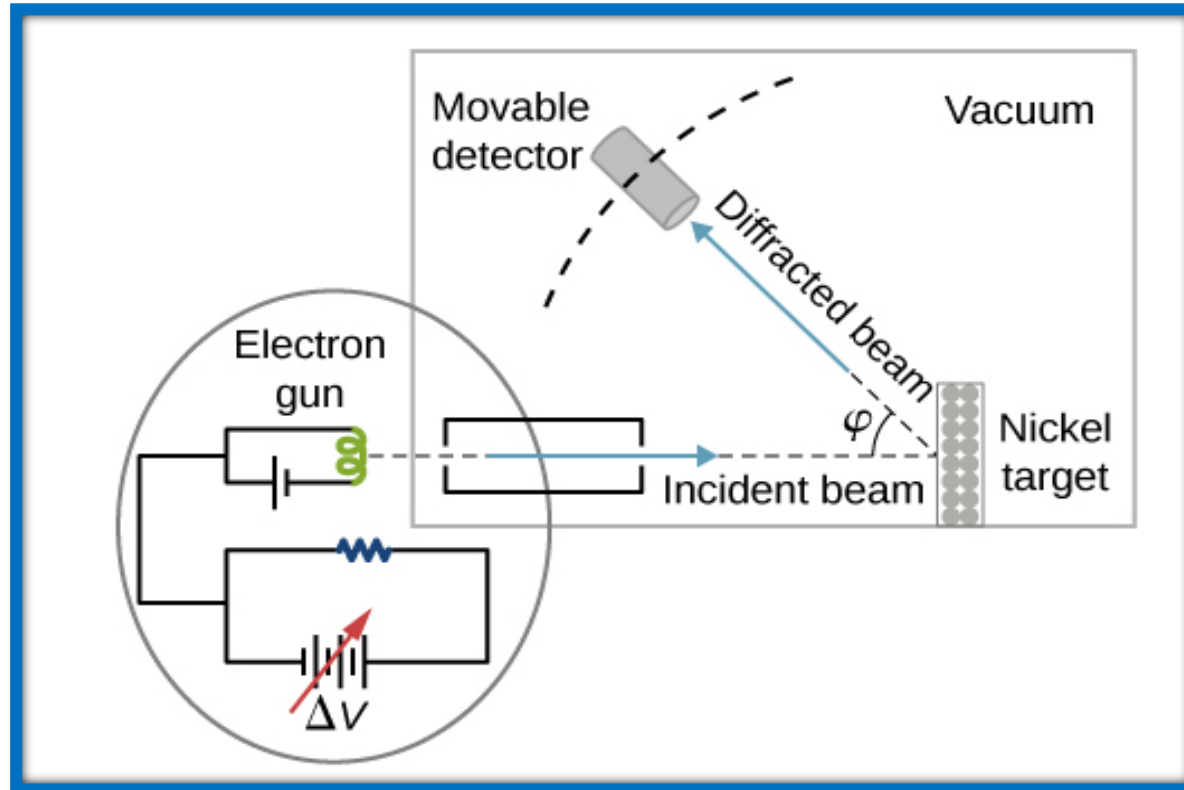 Movable
detector
Vacuum
Diffracted beam
Electron
gun
φ
Nickel
target
Incident beam
ΔV